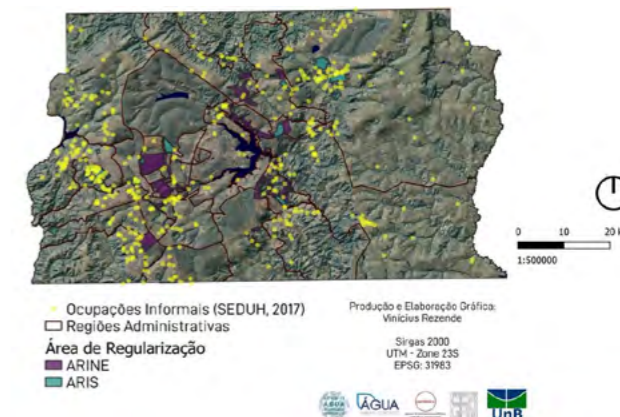 0 10 20 k
1:500000
Ocupações Informais (SEDUH, 2017)
Regiões Administrativas
Área de Regularização
ARINE
ARIS
Produção e Elaboração Gráfica:
Vinícius Rezende
Sirgas 2000
UTM - Zone 23S
EPSG: 31983
ÁGUA
UnB